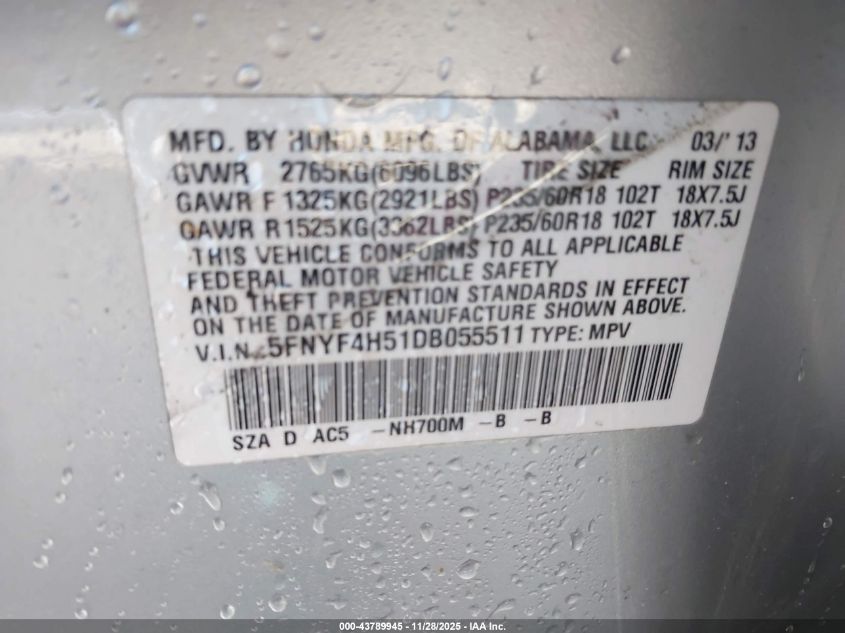 MFD. BY HONDA MFG. OF ALABAMA, LLC. 03/'13
GVWR 2765KG(6096LBS) TIRE SIZE RIM SIZE
GAWR F 1325KG(2921LBS) P235/60R18 102T 18X7.5J
GAWR R 1525KG(3362LBS) P235/60R18 102T 18X7.5J
THIS VEHICLE CONFORMS TO ALL APPLICABLE
FEDERAL MOTOR VEHICLE SAFETY
AND THEFT PREVENTION STANDARDS IN EFFECT
ON THE DATE OF MANUFACTURE SHOWN ABOVE.
V.I.N.:5FNYF4H51DB055511 TYPE: MPV
SZA D AC5 -NH700M -B -B
000-43789945 - 11/28/2025 - IAA Inc.